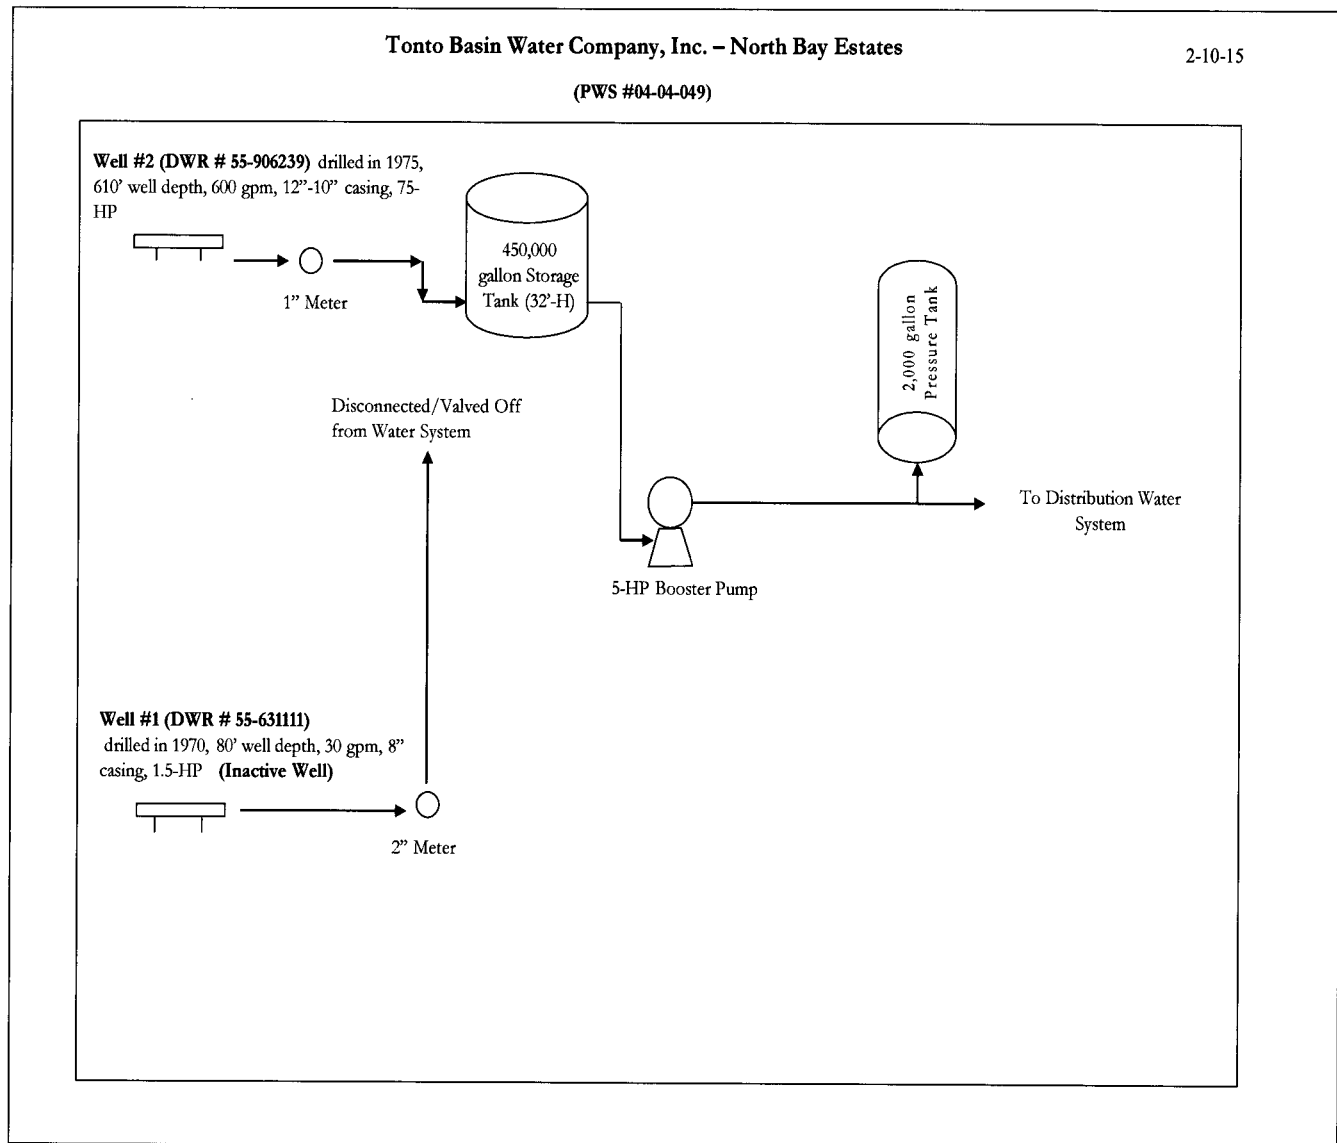 Tonto Basin Water Company, Inc. – North Bay Estates
2-10-15
(PWS #04-04-049)
Well #2 (DWR # 55-906239) drilled in 1975,
610' well depth, 600 gpm, 12”-10” casing, 75-
HP
1” Meter
450,000
gallon Storage
Tank (32'-H)
2,000 gallon
Pressure Tank
Disconnected/Valved Off
from Water System
To Distribution Water
System
5-HP Booster Pump
Well #1 (DWR # 55-631111)
drilled in 1970, 80' well depth, 30 gpm, 8”
casing, 1.5-HP (Inactive Well)
2” Meter